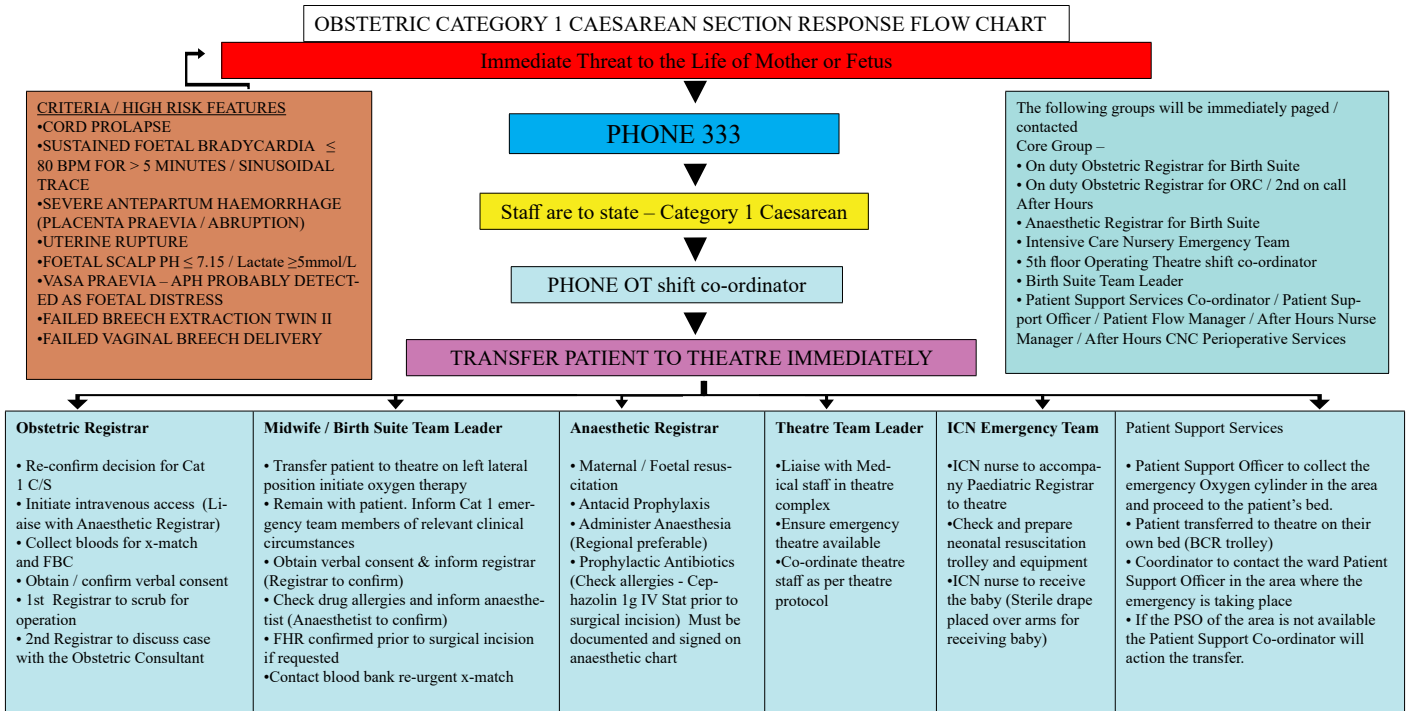 OBSTETRIC CATEGORY 1 CAESAREAN SECTION RESPONSE FLOW CHART
Immediate Threat to the Life of Mother or Fetus
CRITERIA / HIGH RISK FEATURES
•CORD PROLAPSE
•SUSTAINED FOETAL BRADYCARDIA ≤
80 BPM FOR > 5 MINUTES / SINUSOIDAL
TRACE
•SEVERE ANTEPARTUM HAEMORRHAGE
(PLACENTA PRAEVIA / ABRUPTION)
•UTERINE RUPTURE
•FOETAL SCALP PH ≤ 7.15 / Lactate ≥5mmol/L
•VASA PRAEVIA – APH PROBABLY DETECT-
ED AS FOETAL DISTRESS
•FAILED BREECH EXTRACTION TWIN II
•FAILED VAGINAL BREECH DELIVERY
PHONE 333
Staff are to state – Category 1 Caesarean
PHONE OT shift co-ordinator
TRANSFER PATIENT TO THEATRE IMMEDIATELY
The following groups will be immediately paged /
contacted
Core Group –
• On duty Obstetric Registrar for Birth Suite
• On duty Obstetric Registrar for ORC / 2nd on call
After Hours
• Anaesthetic Registrar for Birth Suite
• Intensive Care Nursery Emergency Team
• 5th floor Operating Theatre shift co-ordinator
• Birth Suite Team Leader
• Patient Support Services Co-ordinator / Patient Sup-
port Officer / Patient Flow Manager / After Hours Nurse
Manager / After Hours CNC Perioperative Services
Obstetric Registrar
• Re-confirm decision for Cat
1 C/S
• Initiate intravenous access (Li-
aise with Anaesthetic Registrar)
• Collect bloods for x-match
and FBC
• Obtain / confirm verbal consent
• 1st Registrar to scrub for
operation
• 2nd Registrar to discuss case
with the Obstetric Consultant
Midwife / Birth Suite Team Leader
• Transfer patient to theatre on left lateral
position initiate oxygen therapy
• Remain with patient. Inform Cat 1 emer-
gency team members of relevant clinical
circumstances
• Obtain verbal consent & inform registrar
(Registrar to confirm)
• Check drug allergies and inform anaesthe-
tist (Anaesthetist to confirm)
• FHR confirmed prior to surgical incision
if requested
•Contact blood bank re-urgent x-match
Anaesthetic Registrar
• Maternal / Foetal resus-
citation
• Antacid Prophylaxis
• Administer Anaesthesia
(Regional preferable)
• Prophylactic Antibiotics
(Check allergies - Cep-
hazolin 1g IV Stat prior to
surgical incision) Must be
documented and signed on
anaesthetic chart
Theatre Team Leader
•Liaise with Med-
ical staff in theatre
complex
•Ensure emergency
theatre available
•Co-ordinate theatre
staff as per theatre
protocol
ICN Emergency Team
•ICN nurse to accompa-
ny Paediatric Registrar
to theatre
•Check and prepare
neonatal resuscitation
trolley and equipment
•ICN nurse to receive
the baby (Sterile drape
placed over arms for
receiving baby)
Patient Support Services
• Patient Support Officer to collect the
emergency Oxygen cylinder in the area
and proceed to the patient's bed.
• Patient transferred to theatre on their
own bed (BCR trolley)
• Coordinator to contact the ward Patient
Support Officer in the area where the
emergency is taking place
• If the PSO of the area is not available
the Patient Support Co-ordinator will
action the transfer.